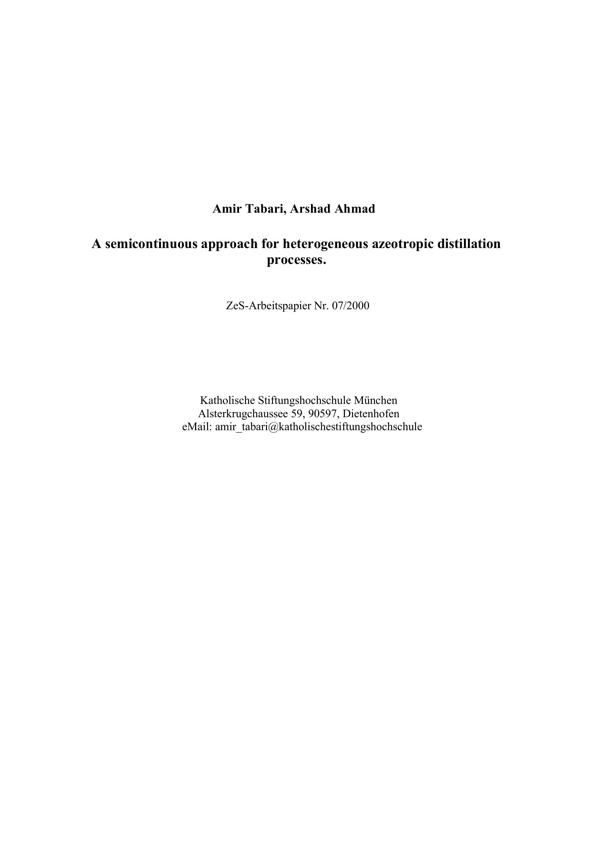 Amir Tabari, Arshad Ahmad
A semicontinuous approach for heterogeneous azeotropic distillation
processes.
ZeS-Arbeitspapier Nr. 07/2000
Katholische Stiftungshochschule München
Alsterkrugchaussee 59, 90597, Dietenhofen
eMail: amir_tabari@katholischestiftungshochschule